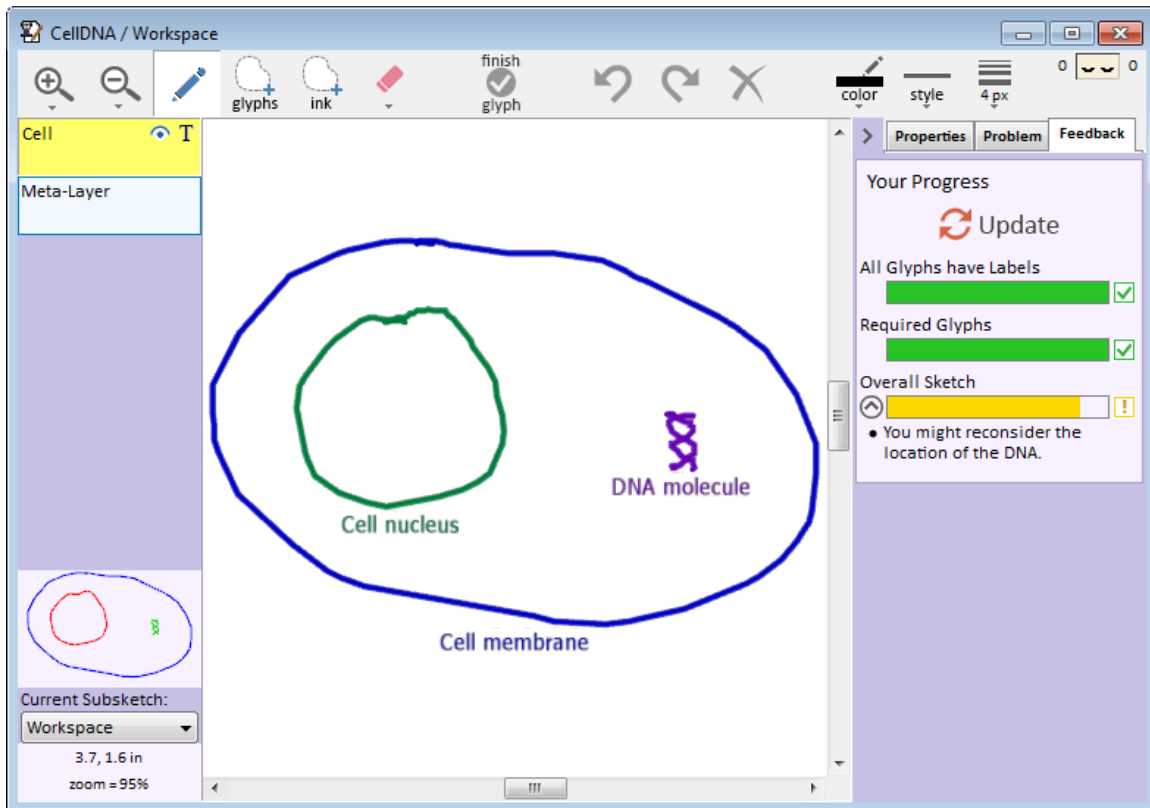 CellDNA / Workspace
glyphs
ink
finish
glyph
color
style
4 px
0
0
Cell
T
Meta-Layer
Properties
Problem
Feedback
Your Progress
Update
All Glyphs have Labels
Required Glyphs
Overall Sketch
!
• You might reconsider the
location of the DNA.
Cell nucleus
DNA molecule
Cell membrane
Current Subsketch:
Workspace
3.7, 1.6 in
zoom = 95%